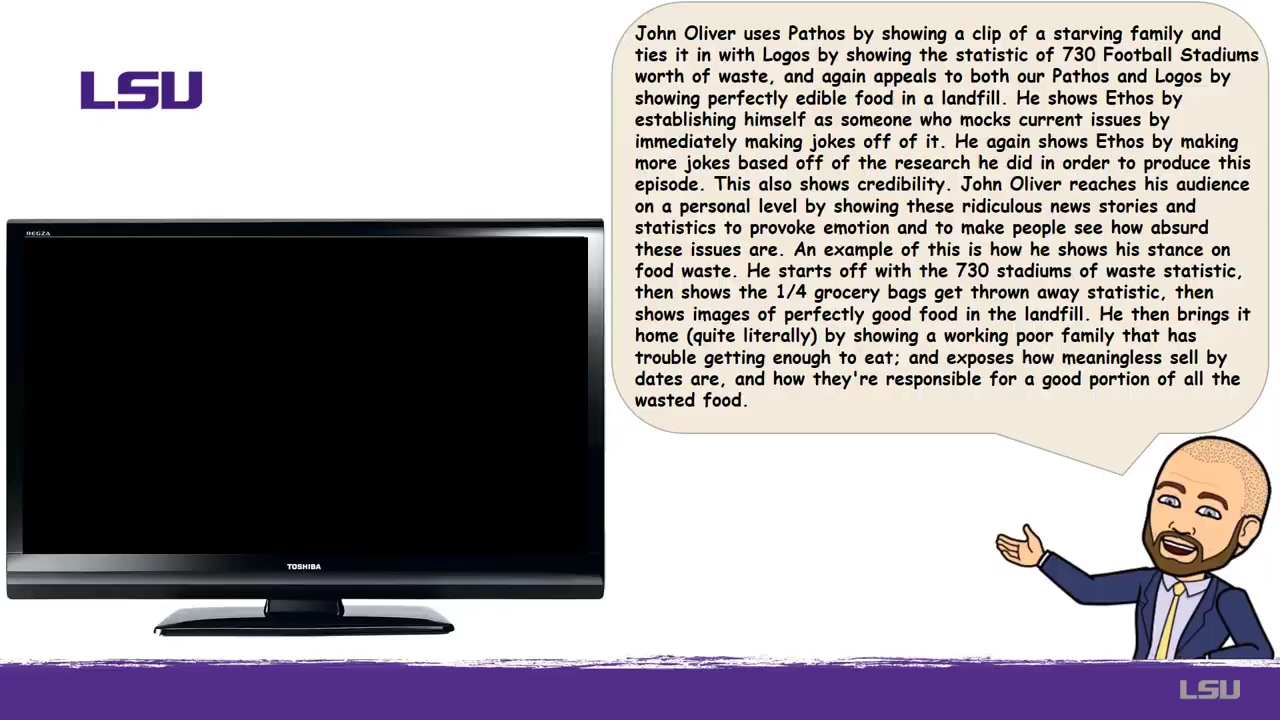 LSU
John Oliver uses Pathos by showing a clip of a starving family and
ties it in with Logos by showing the statistic of 730 Football Stadiums
worth of waste, and again appeals to both our Pathos and Logos by
showing perfectly edible food in a landfill. He shows Ethos by
establishing himself as someone who mocks current issues by
immediately making jokes off of it. He again shows Ethos by making
more jokes based off of the research he did in order to produce this
episode. This also shows credibility. John Oliver reaches his audience
on a personal level by showing these ridiculous news stories and
statistics to provoke emotion and to make people see how absurd
these issues are. An example of this is how he shows his stance on
food waste. He starts off with the 730 stadiums of waste statistic,
then shows the 1/4 grocery bags get thrown away statistic, then
shows images of perfectly good food in the landfill. He then brings it
home (quite literally) by showing a working poor family that has
trouble getting enough to eat; and exposes how meaningless sell by
dates are, and how they're responsible for a good portion of all the
wasted food.
REGZA
TOSHIBA
LSU